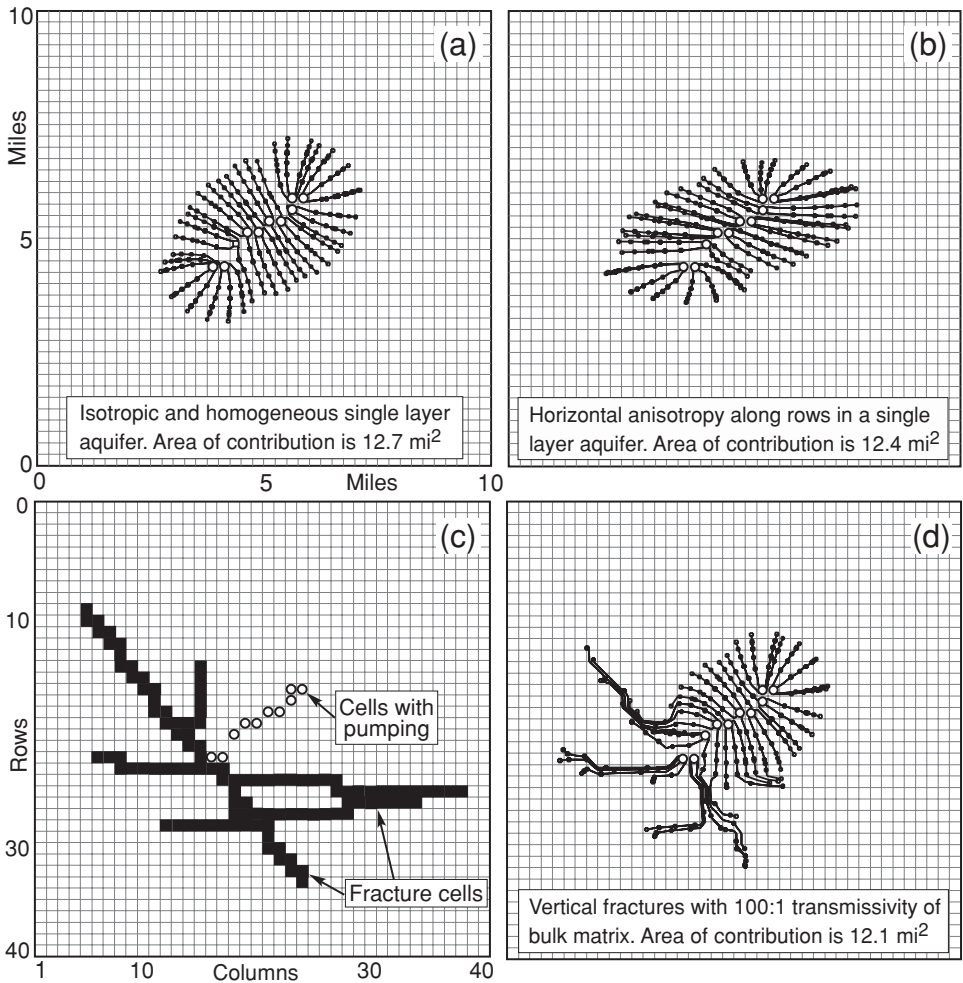 10
(a)
(b)
Miles
5
Isotropic and homogeneous single layer
aquifer. Area of contribution is 12.7 mi2
Horizontal anisotropy along rows in a single
layer aquifer. Area of contribution is 12.4 mi2
0
0
5
Miles
10
0
(c)
(d)
10
Cells with
pumping
Rows
30
Fracture cells
Vertical fractures with 100:1 transmissivity of
bulk matrix. Area of contribution is 12.1 mi2
40
1
10
Columns
30
40